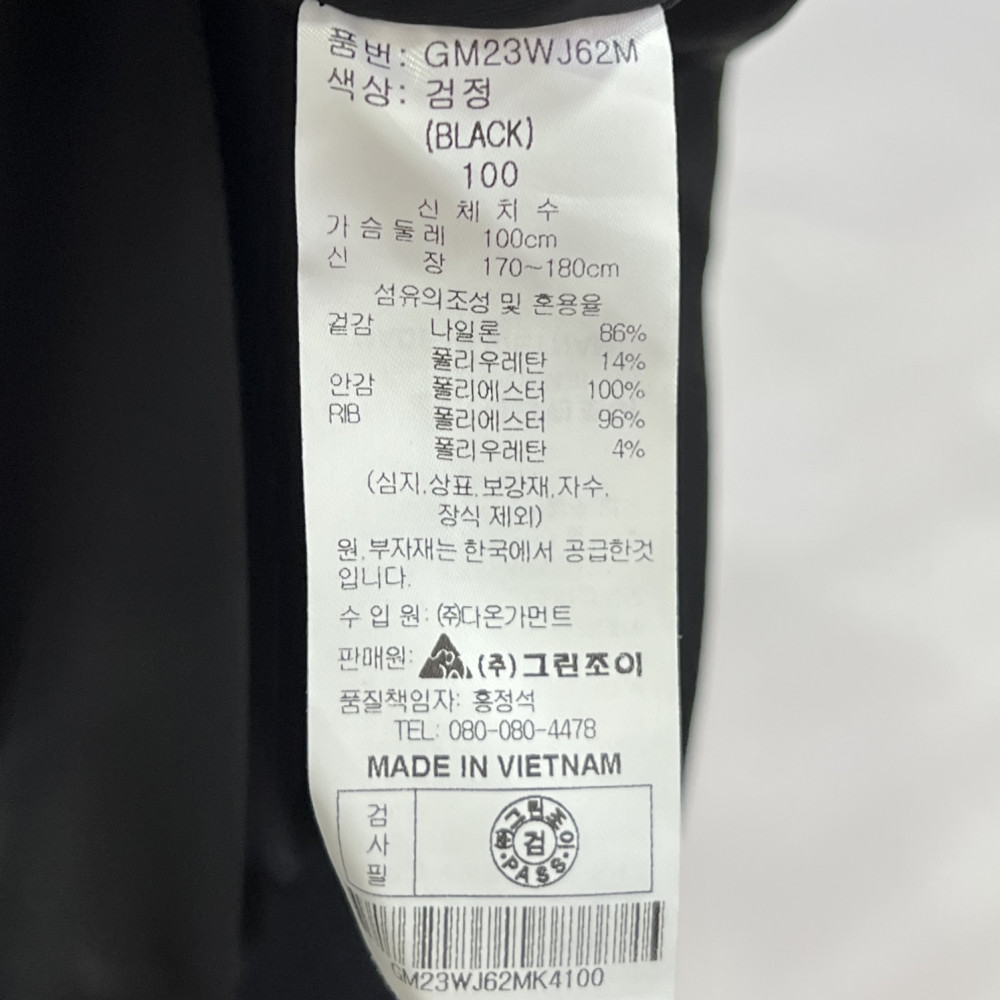 품번: GM23WJ62M
색상: 검정
(BLACK)
100
신 체 치 수
가 슴 둘 레 100cm
신 장 170~180cm
섬유의조성 및 혼용율
겉감 나일론 86%
폴리우레탄 14%
안감 폴리에스터 100%
RIB 폴리에스터 96%
폴리우레탄 4%
(심지.상표.보강재.자수.
장식 제외)
원.부자재는 한국에서 공급한것
입니다.
수 입 원: ㈜다온가먼트
판매원: (주)그린조이
품질책임자: 홍정석
TEL: 080-080-4478
MADE IN VIETNAM
검사필
㈜그린조이
검
PASS
GM23WJ62MK4100